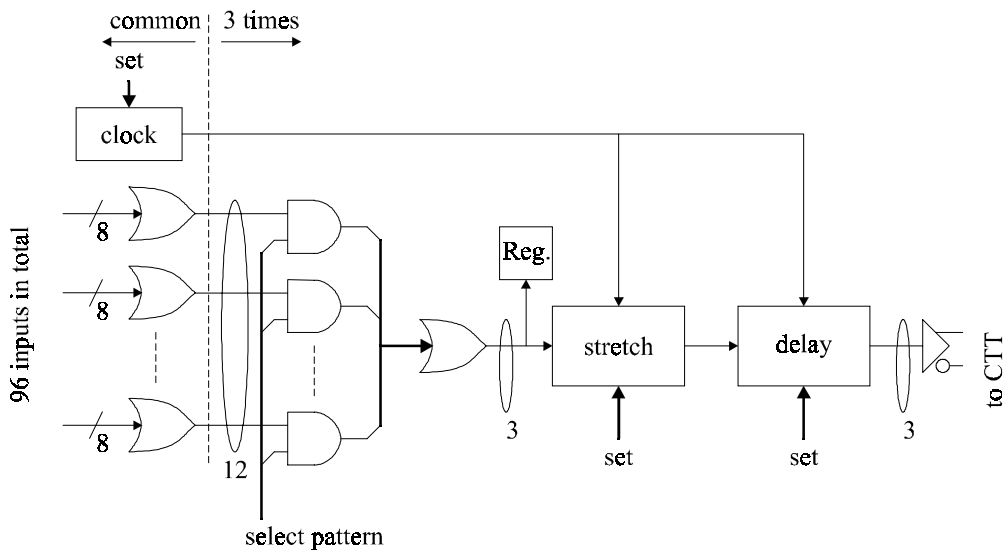 common 3 times
set
clock
96 inputs in total
8
8
8
12
select pattern
Reg.
3
stretch
set
delay
set
3
to CTT